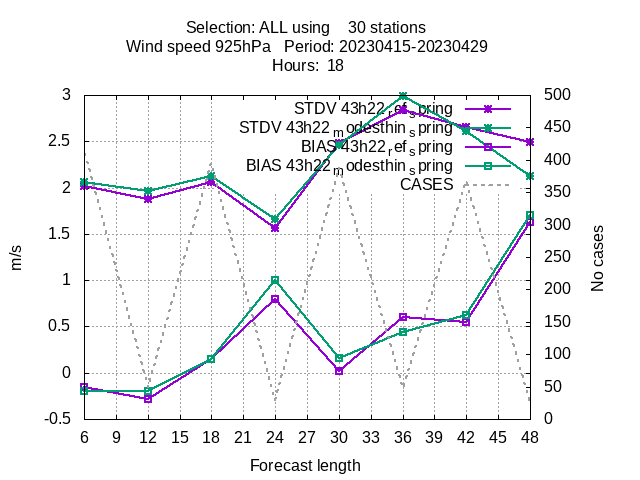 Selection: ALL using 30 stations
Wind speed 925hPa Period: 20230415-20230429
Hours: 18
STDV 43h22_ref_spring
STDV 43h22_modesthin_spring
BIAS 43h22_ref_spring
BIAS 43h22_modesthin_spring
CASES
3
2.5
2
1.5
1
0.5
0
-0.5
m/s
500
450
400
350
300
250
200
150
100
50
0
No cases
6 9 12 15 18 21 24 27 30 33 36 39 42 45 48
Forecast length